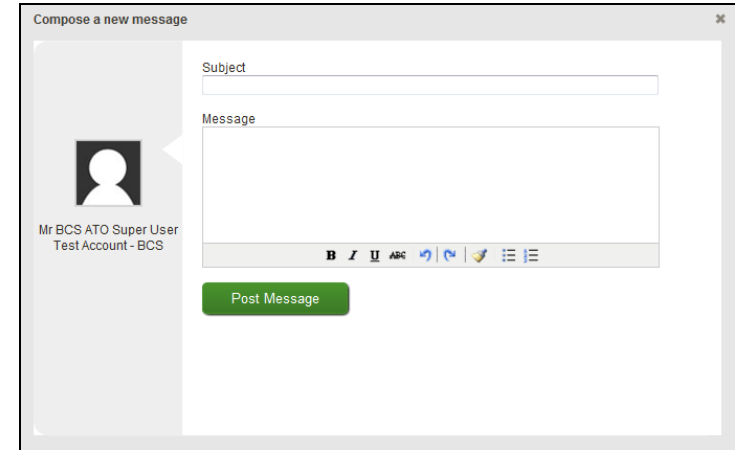 Compose a new message
Subject
Message
Mr BCS ATO Super User
Test Account - BCS
B I U ABC
Post Message